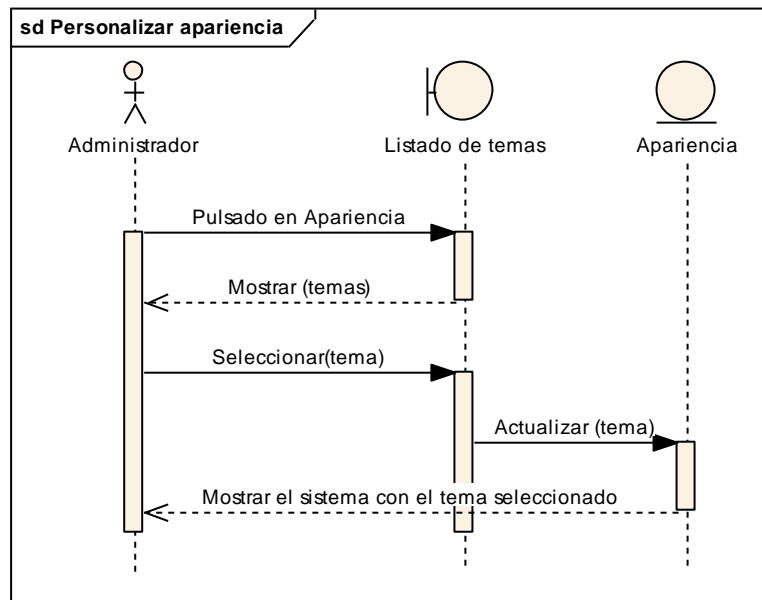 sd Personalizar apariencia
Administrador
Listado de temas
Apariencia
Pulsado en Apariencia
Mostrar (temas)
Seleccionar(tema)
Actualizar (tema)
Mostrar el sistema con el tema seleccionado